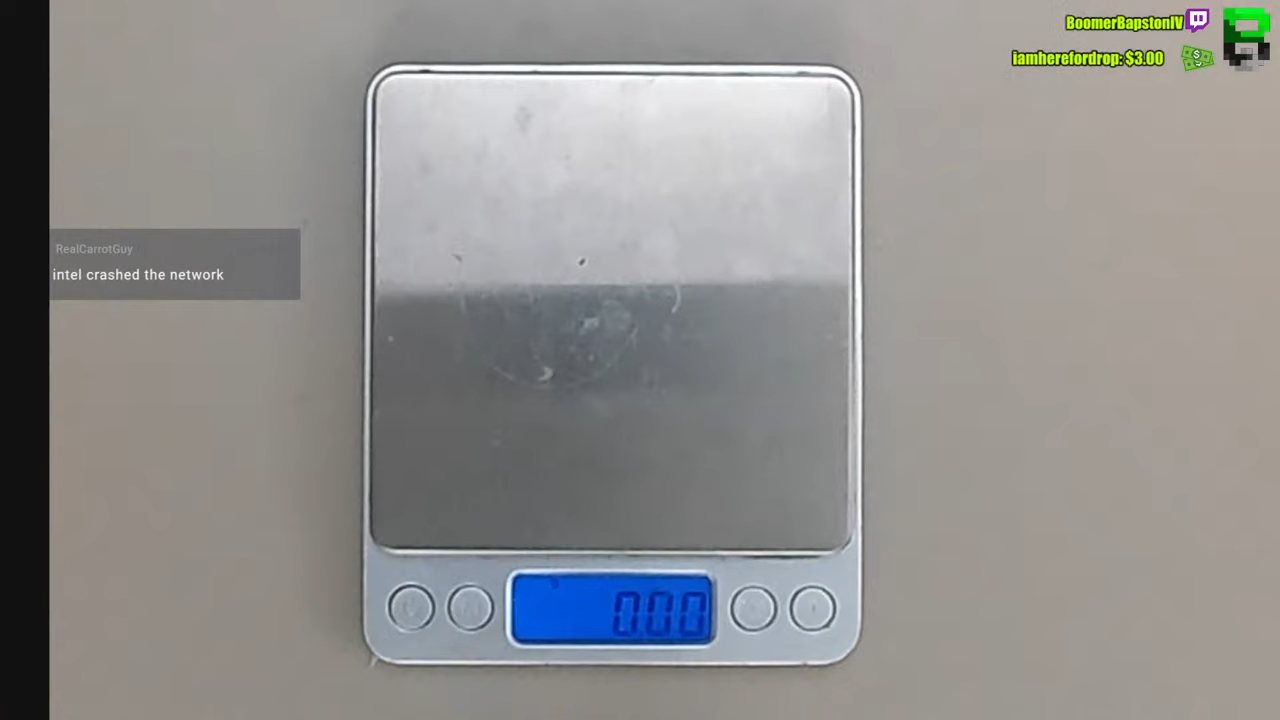 BoomerBapstonIV
iamherefordrop: $3.00
RealCarrotGuy
intel crashed the network
0.00